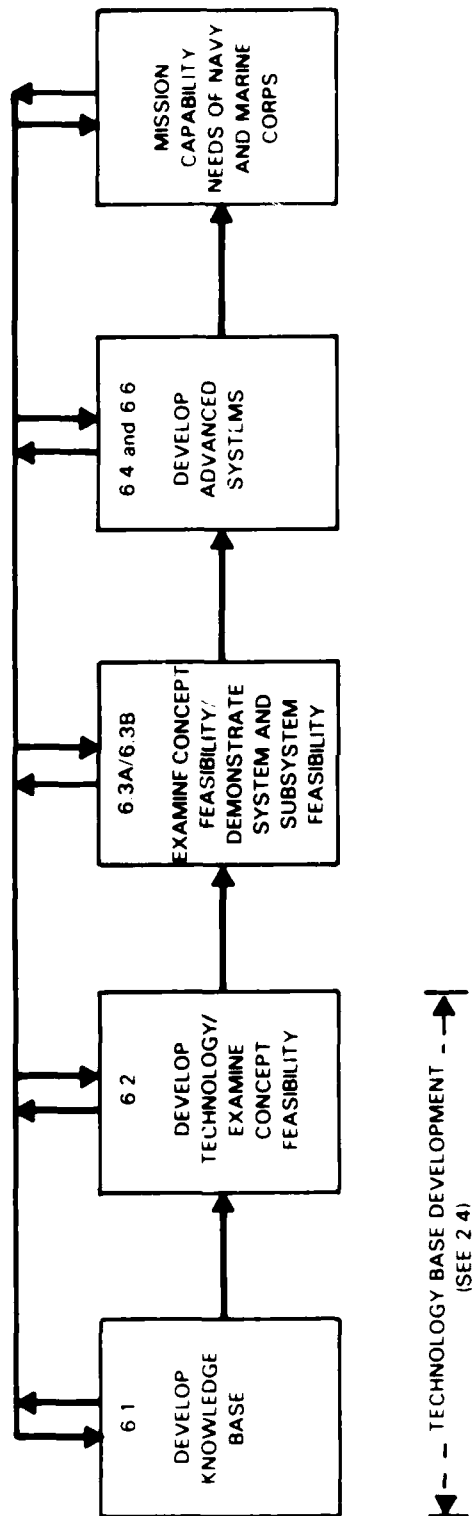 6 1
DEVELOP
KNOWLEDGE
BASE
6 2
DEVELOP
TECHNOLOGY/
EXAMINE
CONCEPT
FEASIBILITY
6.3A/6.3B
EXAMINE CONCEPT
FEASIBILITY/
DEMONSTRATE
SYSTEM AND
SUBSYSTEM
FEASIBILITY
6 4 and 6 6
DEVELOP
ADVANCED
SYSTEMS
MISSION
CAPABILITY
NEEDS OF NAVY
AND MARINE
CORPS
TECHNOLOGY BASE DEVELOPMENT
(SEE 2 4)